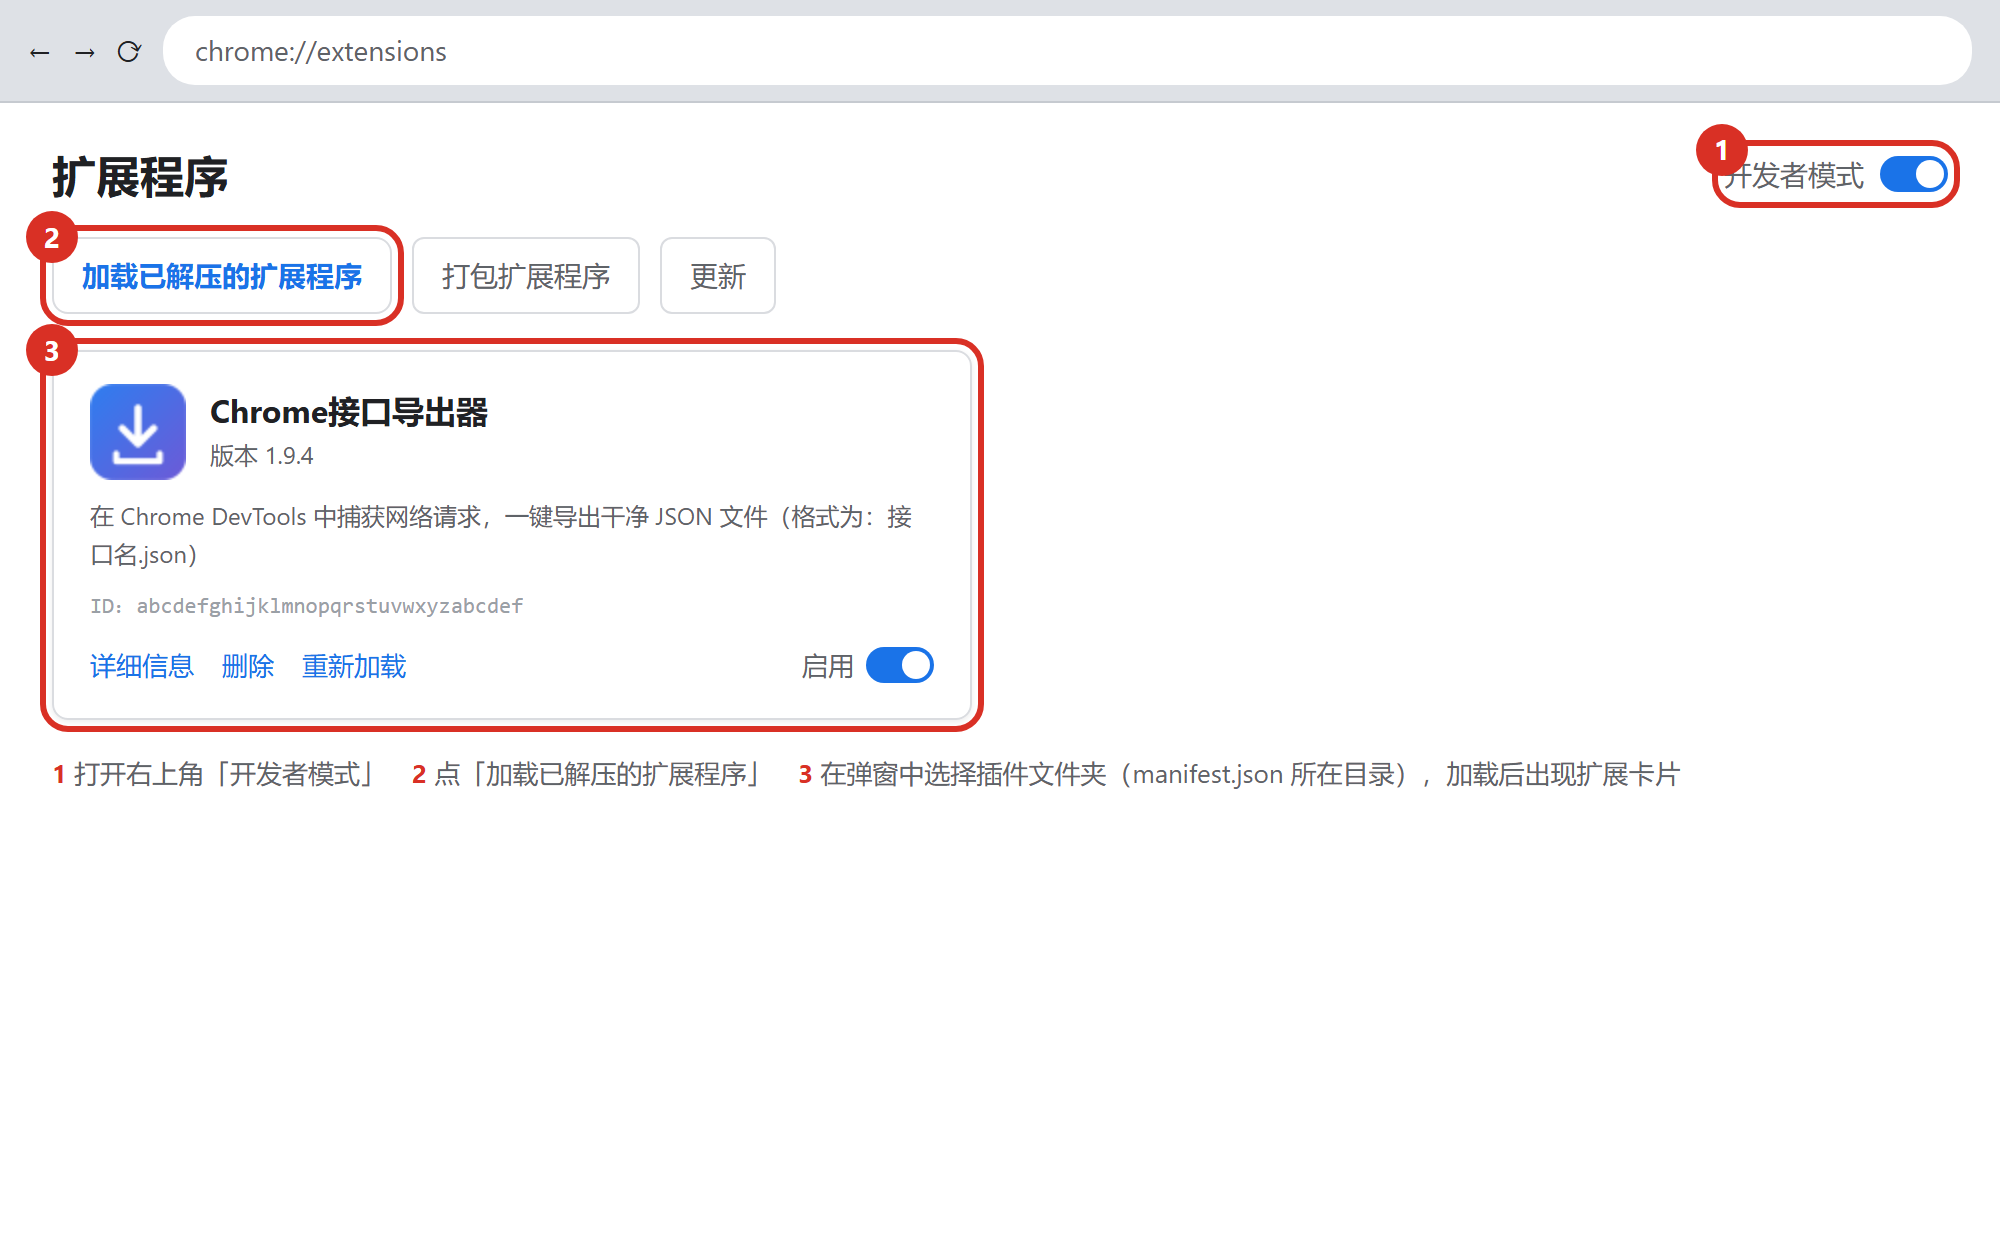 chrome://extensions
扩展程序
1
开发者模式
2
加载已解压的扩展程序
打包扩展程序
更新
3
Chrome接口导出器
版本 1.9.4
在 Chrome DevTools 中捕获网络请求，一键导出干净 JSON 文件（格式为：接
口名.json）
ID：abcdefghijklmnopqrstuvwxyzabcdef
详细信息 删除 重新加载
启用
1 打开右上角「开发者模式」 2 点「加载已解压的扩展程序」 3 在弹窗中选择插件文件夹（manifest.json 所在目录），加载后出现扩展卡片